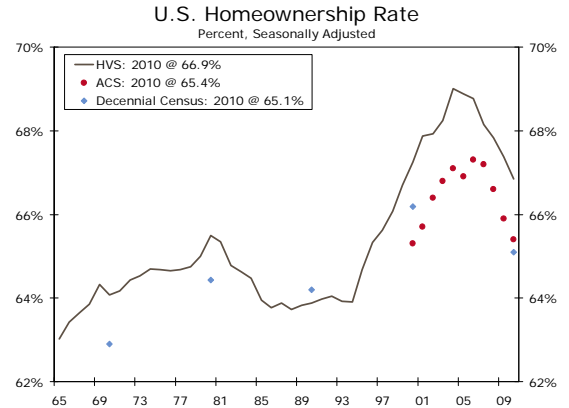 U.S. Homeownership Rate
Percent, Seasonally Adjusted
70% 70%
HVS: 2010 @ 66.9%
ACS: 2010 @ 65.4%
Decennial Census: 2010 @ 65.1%
68% 68%
66% 66%
64% 64%
62% 62%
65 69 73 77 81 85 89 93 97 01 05 09